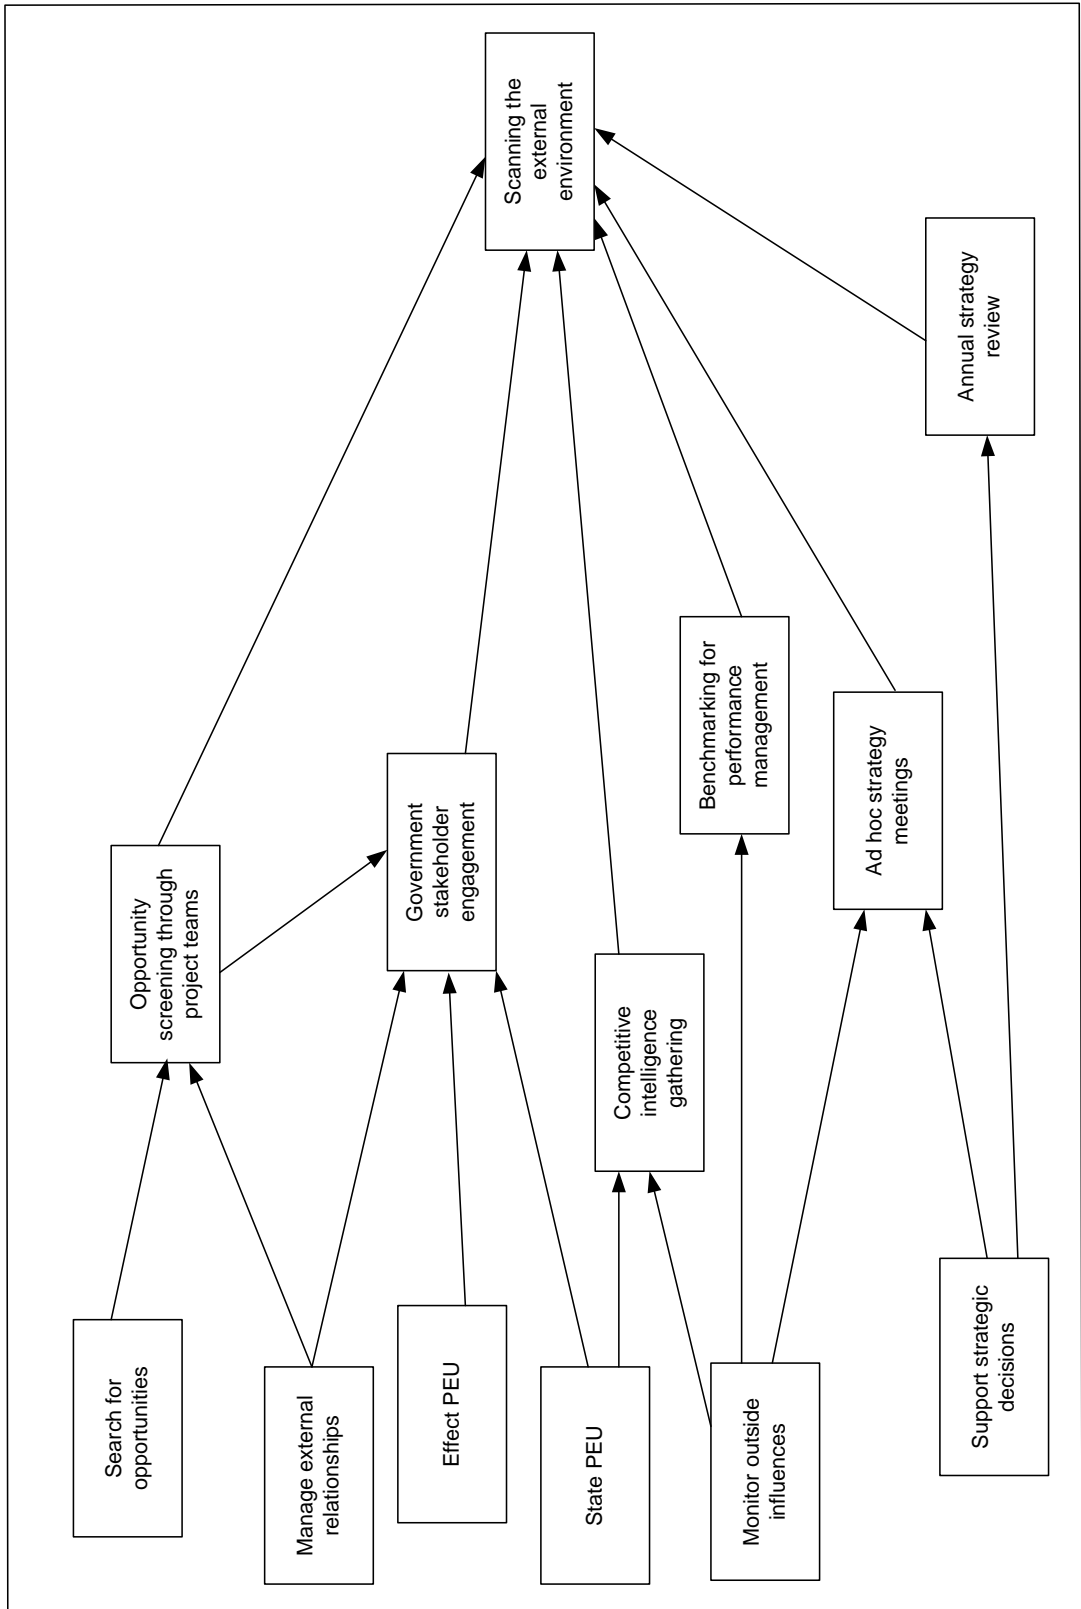 Search for
opportunities
Manage external
relationships
Effect PEU
State PEU
Monitor outside
influences
Support strategic
decisions
Opportunity
screening through
project teams
Government
stakeholder
engagement
Competitive
intelligence
gathering
Benchmarking for
performance
management
Ad hoc strategy
meetings
Annual strategy
review
Scanning the
external
environment